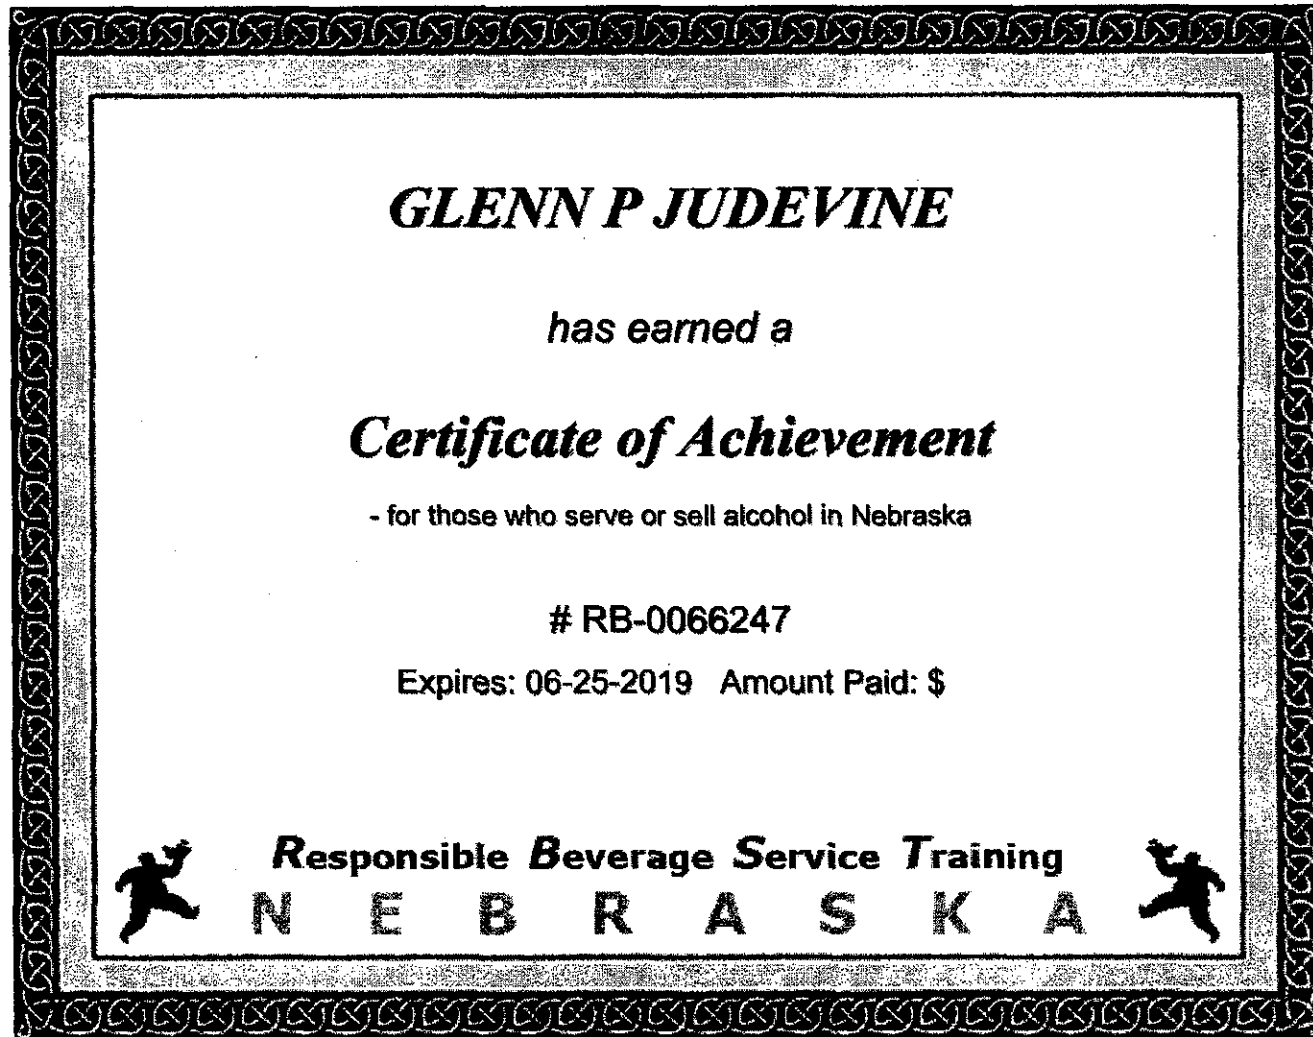 GLENN P JUDEVINE
has earned a
Certificate of Achievement
- for those who serve or sell alcohol in Nebraska
# RB-0066247
Expires: 06-25-2019 Amount Paid: $
Responsible Beverage Service Training
NEBRASKA